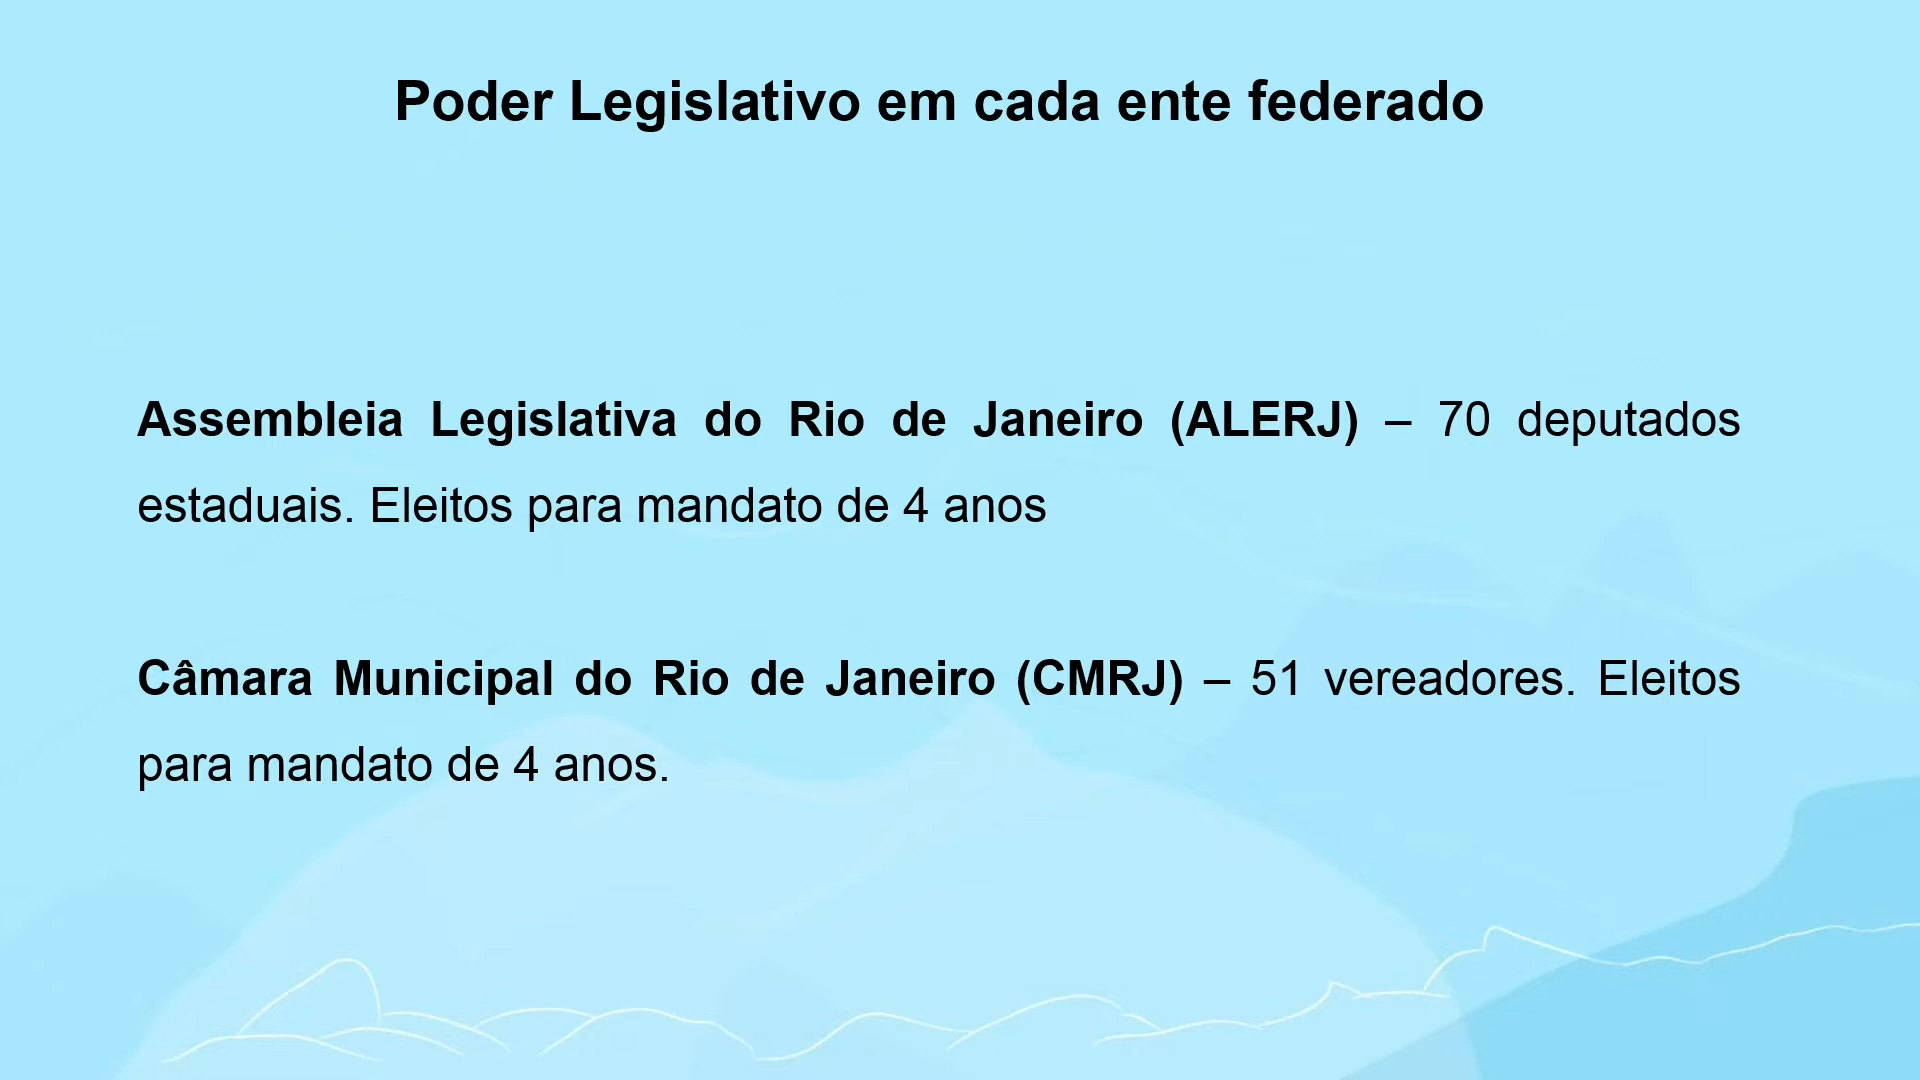 Poder Legislativo em cada ente federado
Assembleia Legislativa do Rio de Janeiro (ALERJ) – 70 deputados
estaduais. Eleitos para mandato de 4 anos
Câmara Municipal do Rio de Janeiro (CMRJ) – 51 vereadores. Eleitos
para mandato de 4 anos.